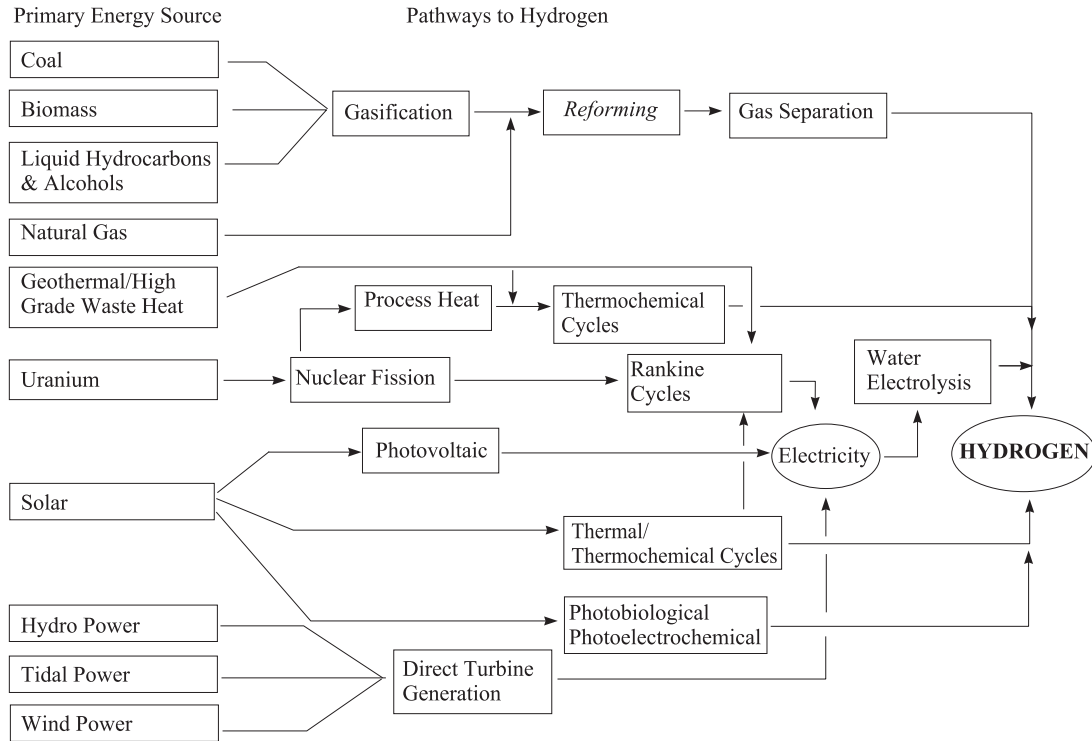 Primary Energy Source
Pathways to Hydrogen
Coal
Biomass
Liquid Hydrocarbons
& Alcohols
Natural Gas
Geothermal/High
Grade Waste Heat
Uranium
Solar
Hydro Power
Tidal Power
Wind Power
Gasification
Reforming
Gas Separation
Process Heat
Thermochemical
Cycles
Nuclear Fission
Rankine
Cycles
Water
Electrolysis
Photovoltaic
Electricity
HYDROGEN
Thermal/
Thermochemical Cycles
Photobiological
Photoelectrochemical
Direct Turbine
Generation